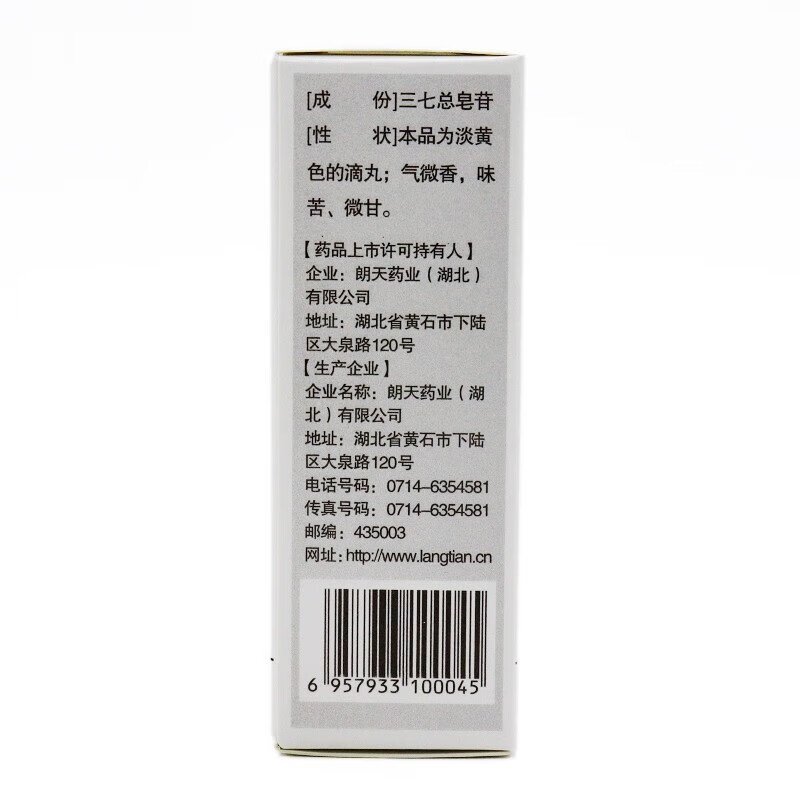 [成　　份]三七总皂苷
[性　　状]本品为淡黄
色的滴丸；气微香，味
苦、微甘。
【药品上市许可持有人】
企业：朗天药业（湖北）
有限公司
地址：湖北省黄石市下陆
区大泉路120号
【生产企业】
企业名称：朗天药业（湖
北）有限公司
地址：湖北省黄石市下陆
区大泉路120号
电话号码：0714-6354581
传真号码：0714-6354581
邮编：435003
网址：http://www.langtian.cn
6 957933 100045